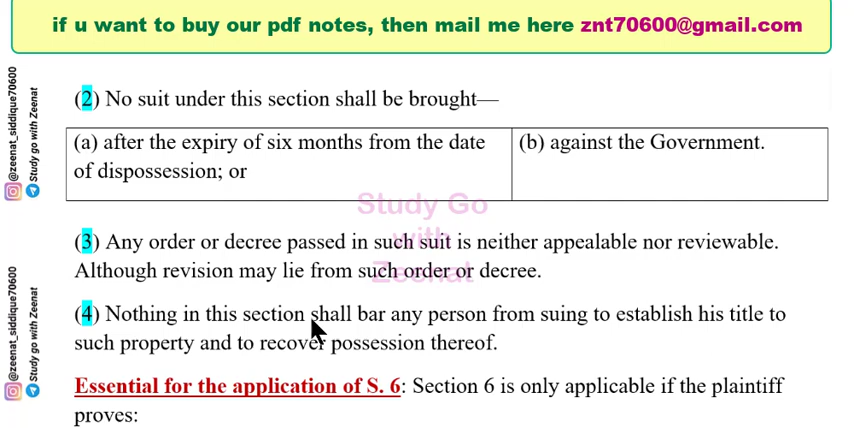 if u want to buy our pdf notes, then mail me here znt70600@gmail.com
@zeenat_siddique70600
Study go with Zeenat
(2) No suit under this section shall be brought—
(a) after the expiry of six months from the date
of dispossession; or
(b) against the Government.
Study Go
with
Zeenat
(3) Any order or decree passed in such suit is neither appealable nor reviewable.
Although revision may lie from such order or decree.
@zeenat_siddique70600
Study go with Zeenat
(4) Nothing in this section shall bar any person from suing to establish his title to
such property and to recover possession thereof.
Essential for the application of S. 6: Section 6 is only applicable if the plaintiff
proves: